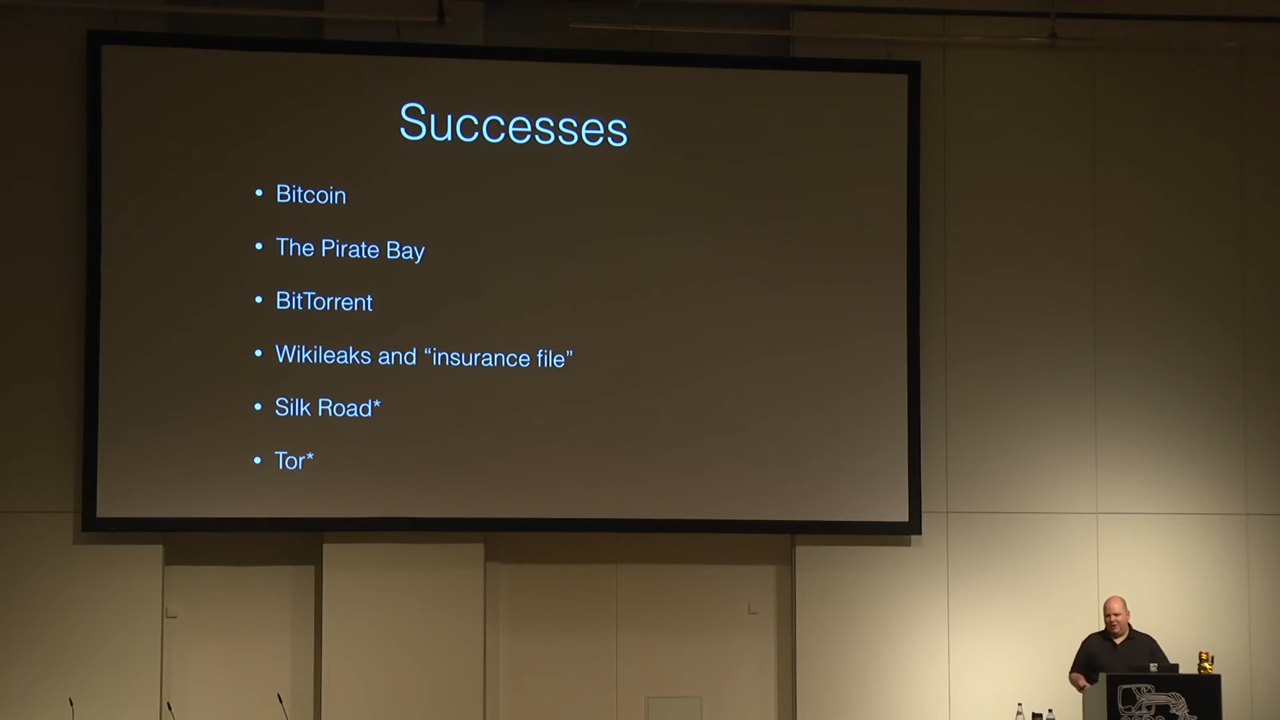 Successes
• Bitcoin
• The Pirate Bay
• BitTorrent
• Wikileaks and “insurance file”
• Silk Road*
• Tor*